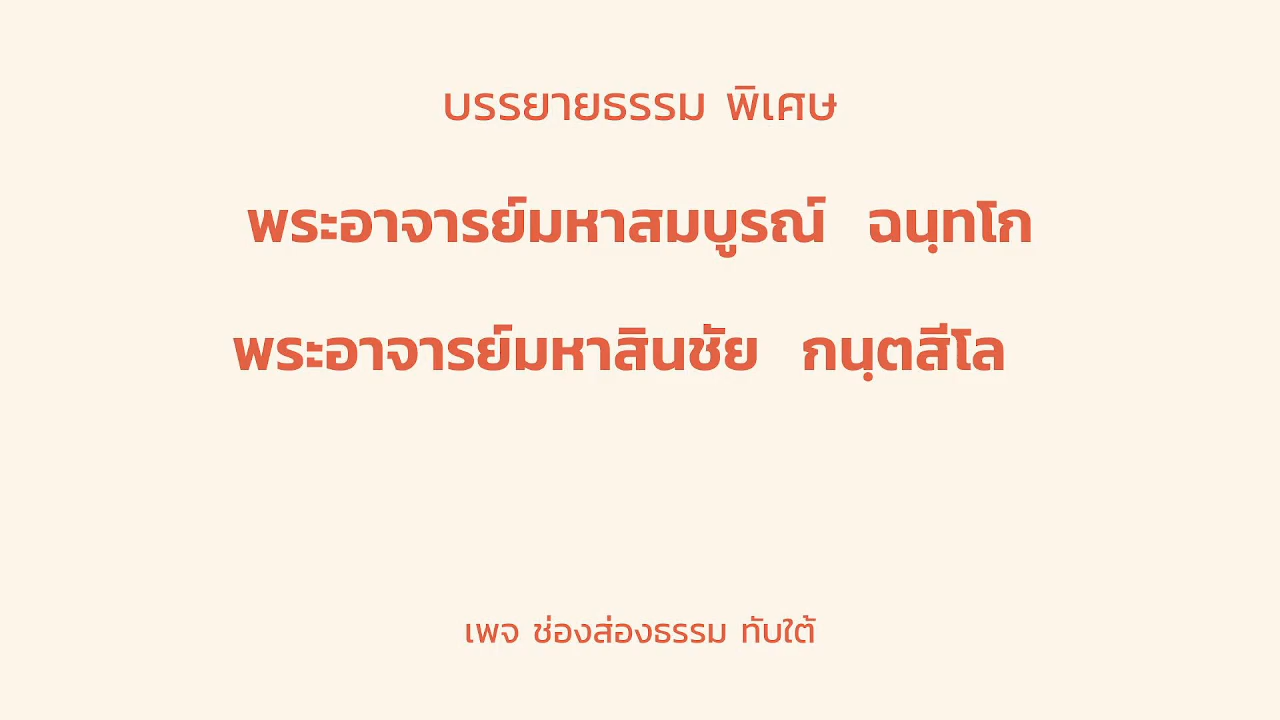 บรรยายธรรม พิเศษ
พระอาจารย์มหาสมบูรณ์ ฉนฺทโก
พระอาจารย์มหาสินชัย กนฺตสีโล
เพจ ช่องส่องธรรม ทับใต้